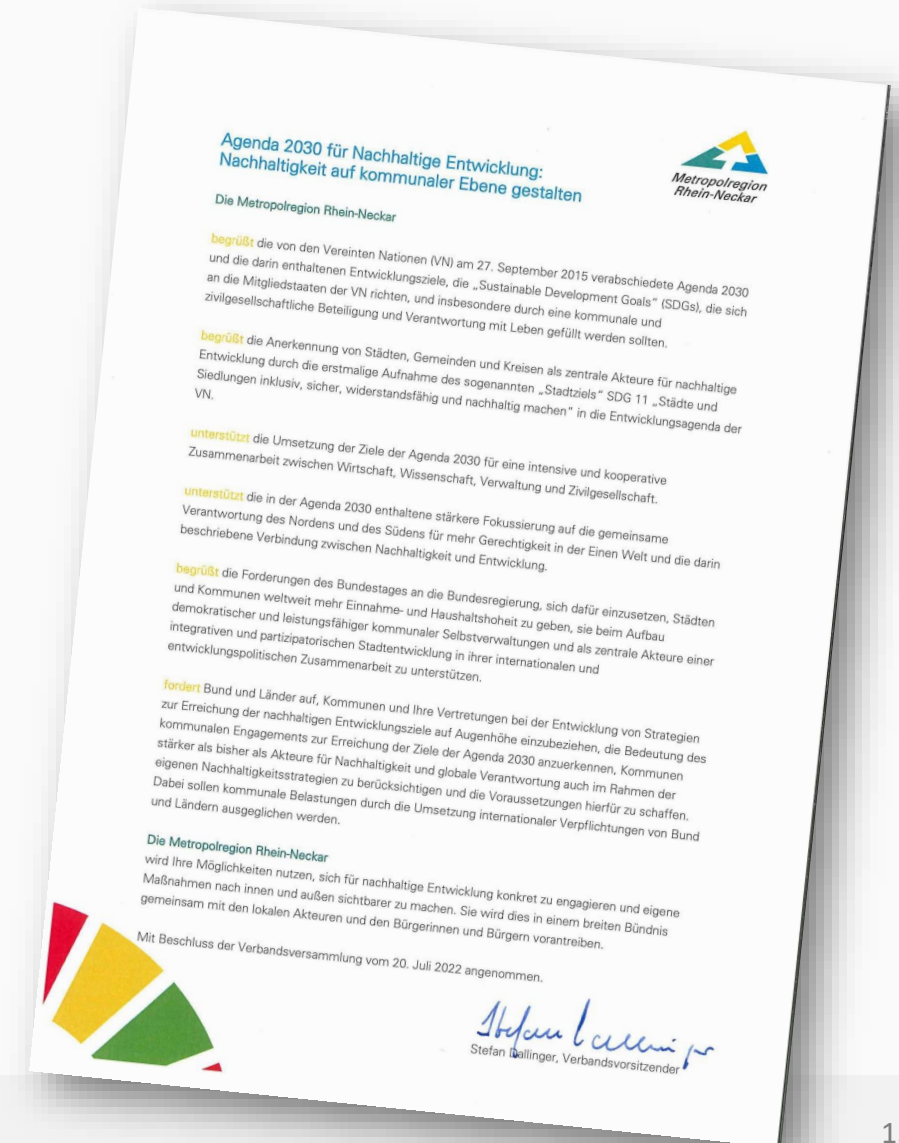 Agenda 2030 für Nachhaltige Entwicklung:
Nachhaltigkeit auf kommunaler Ebene gestalten
Metropolregion
Rhein-Neckar
Die Metropolregion Rhein-Neckar
begrüßt die von den Vereinten Nationen (VN) am 27. September 2015 verabschiedete Agenda 2030
und die darin enthaltenen Entwicklungsziele, die „Sustainable Development Goals" (SDGs), die sich
an die Mitgliedstaaten der VN richten, und insbesondere durch eine kommunale und
zivilgesellschaftliche Beteiligung und Verantwortung mit Leben gefüllt werden sollten.
begrüßt die Anerkennung von Städten, Gemeinden und Kreisen als zentrale Akteure für nachhaltige
Entwicklung durch die erstmalige Aufnahme des sogenannten „Stadtziels" SDG 11 „Städte und
Siedlungen inklusiv, sicher, widerstandsfähig und nachhaltig machen" in die Entwicklungsagenda der
VN.
unterstützt die Umsetzung der Ziele der Agenda 2030 für eine intensive und kooperative
Zusammenarbeit zwischen Wirtschaft, Wissenschaft, Verwaltung und Zivilgesellschaft.
unterstützt die in der Agenda 2030 enthaltene stärkere Fokussierung auf die gemeinsame
Verantwortung des Nordens und des Südens für mehr Gerechtigkeit in der Einen Welt und die darin
beschriebene Verbindung zwischen Nachhaltigkeit und Entwicklung.
begrüßt die Forderungen des Bundestages an die Bundesregierung, sich dafür einzusetzen, Städten
und Kommunen weltweit mehr Einnahme- und Haushaltshoheit zu geben, sie beim Aufbau
demokratischer und leistungsfähiger kommunaler Selbstverwaltungen und als zentrale Akteure einer
integrativen und partizipatorischen Stadtentwicklung in ihrer internationalen und
entwicklungspolitischen Zusammenarbeit zu unterstützen.
fordert Bund und Länder auf, Kommunen und Ihre Vertretungen bei der Entwicklung von Strategien
zur Erreichung der nachhaltigen Entwicklungsziele auf Augenhöhe einzubeziehen, die Bedeutung des
kommunalen Engagements zur Erreichung der Ziele der Agenda 2030 anzuerkennen, Kommunen
stärker als bisher als Akteure für Nachhaltigkeit und globale Verantwortung auch im Rahmen der
eigenen Nachhaltigkeitsstrategien zu berücksichtigen und die Voraussetzungen hierfür zu schaffen.
Dabei sollen kommunale Belastungen durch die Umsetzung internationaler Verpflichtungen von Bund
und Ländern ausgeglichen werden.
Die Metropolregion Rhein-Neckar
wird Ihre Möglichkeiten nutzen, sich für nachhaltige Entwicklung konkret zu engagieren und eigene
Maßnahmen nach innen und außen sichtbarer zu machen. Sie wird dies in einem breiten Bündnis
gemeinsam mit den lokalen Akteuren und den Bürgerinnen und Bürgern vorantreiben.
Mit Beschluss der Verbandsversammlung vom 20. Juli 2022 angenommen.
Stefan Dallinger
Stefan Dallinger, Verbandsvorsitzender
1